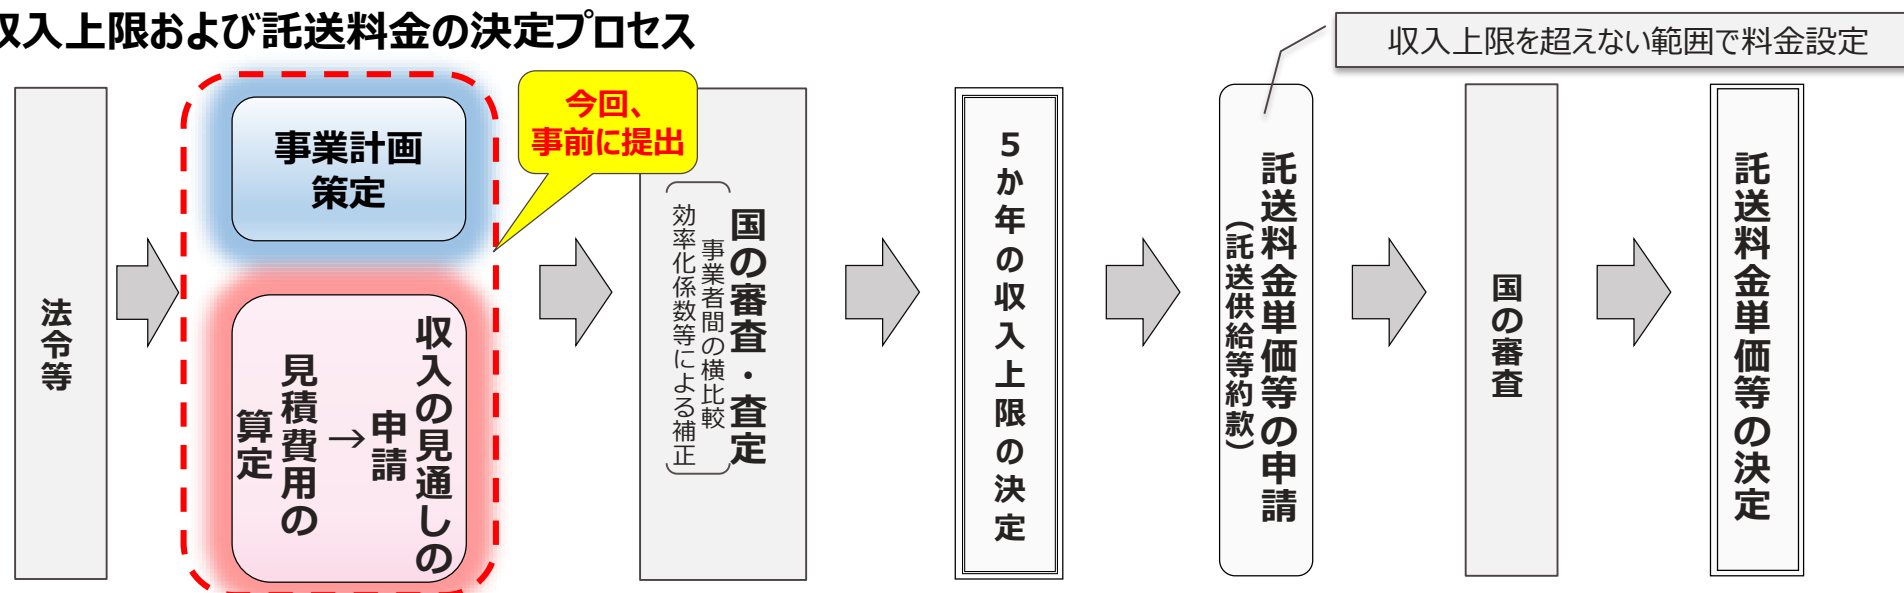 収入上限および託送料金の決定プロセス
収入上限を超えない範囲で料金設定
法令等
事業計画
策定
見積費用の
算定
→
収入の見通しの
申請
今回、
事前に提出
国の審査・査定
事業者間の横比較
効率化係数等による補正
5か年の収入上限の決定
託送料金単価等の申請
(託送供給等約款)
国の審査
託送料金単価等の決定